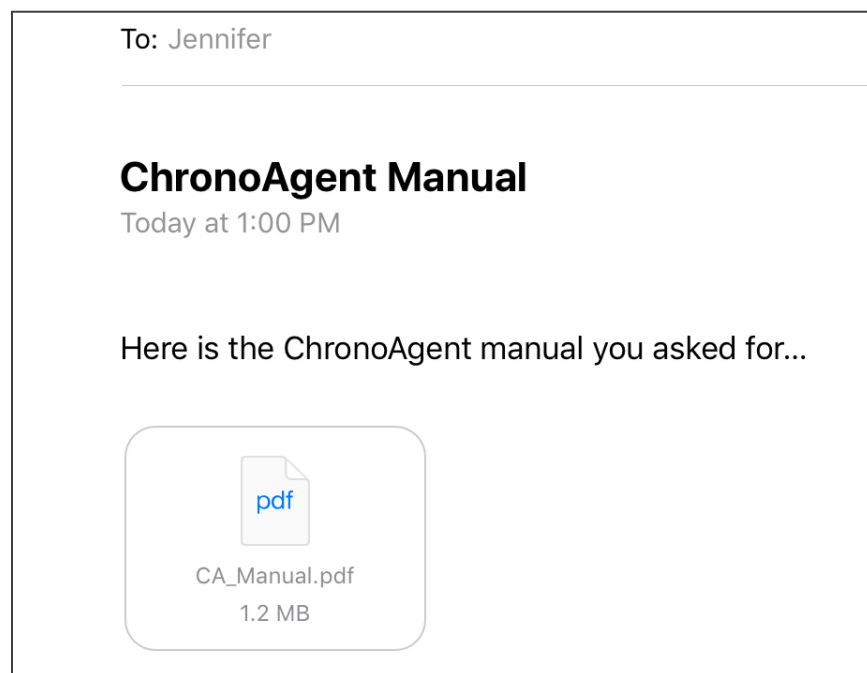 To: Jennifer
ChronoAgent Manual
Today at 1:00 PM
Here is the ChronoAgent manual you asked for...
pdf
CA_Manual.pdf
1.2 MB